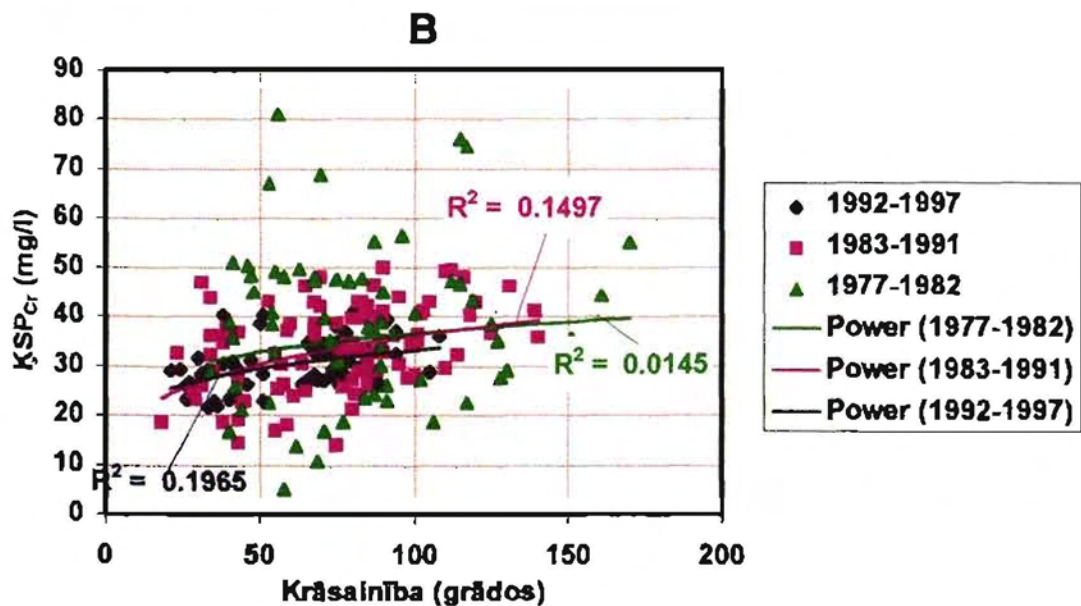 B
90
80
70
60
50
40
30
20
10
0
ĶSPCr (mg/l)
R2 = 0.1497
R2 = 0.0145
R2 = 0.1965
0 50 100 150 200
Krāsainība (grādos)
1992-1997
1983-1991
1977-1982
Power (1977-1982)
Power (1983-1991)
Power (1992-1997)